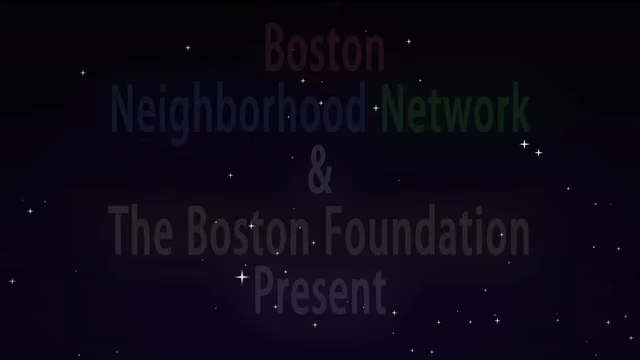 Boston
Neighborhood Network
&
The Boston Foundation
Present